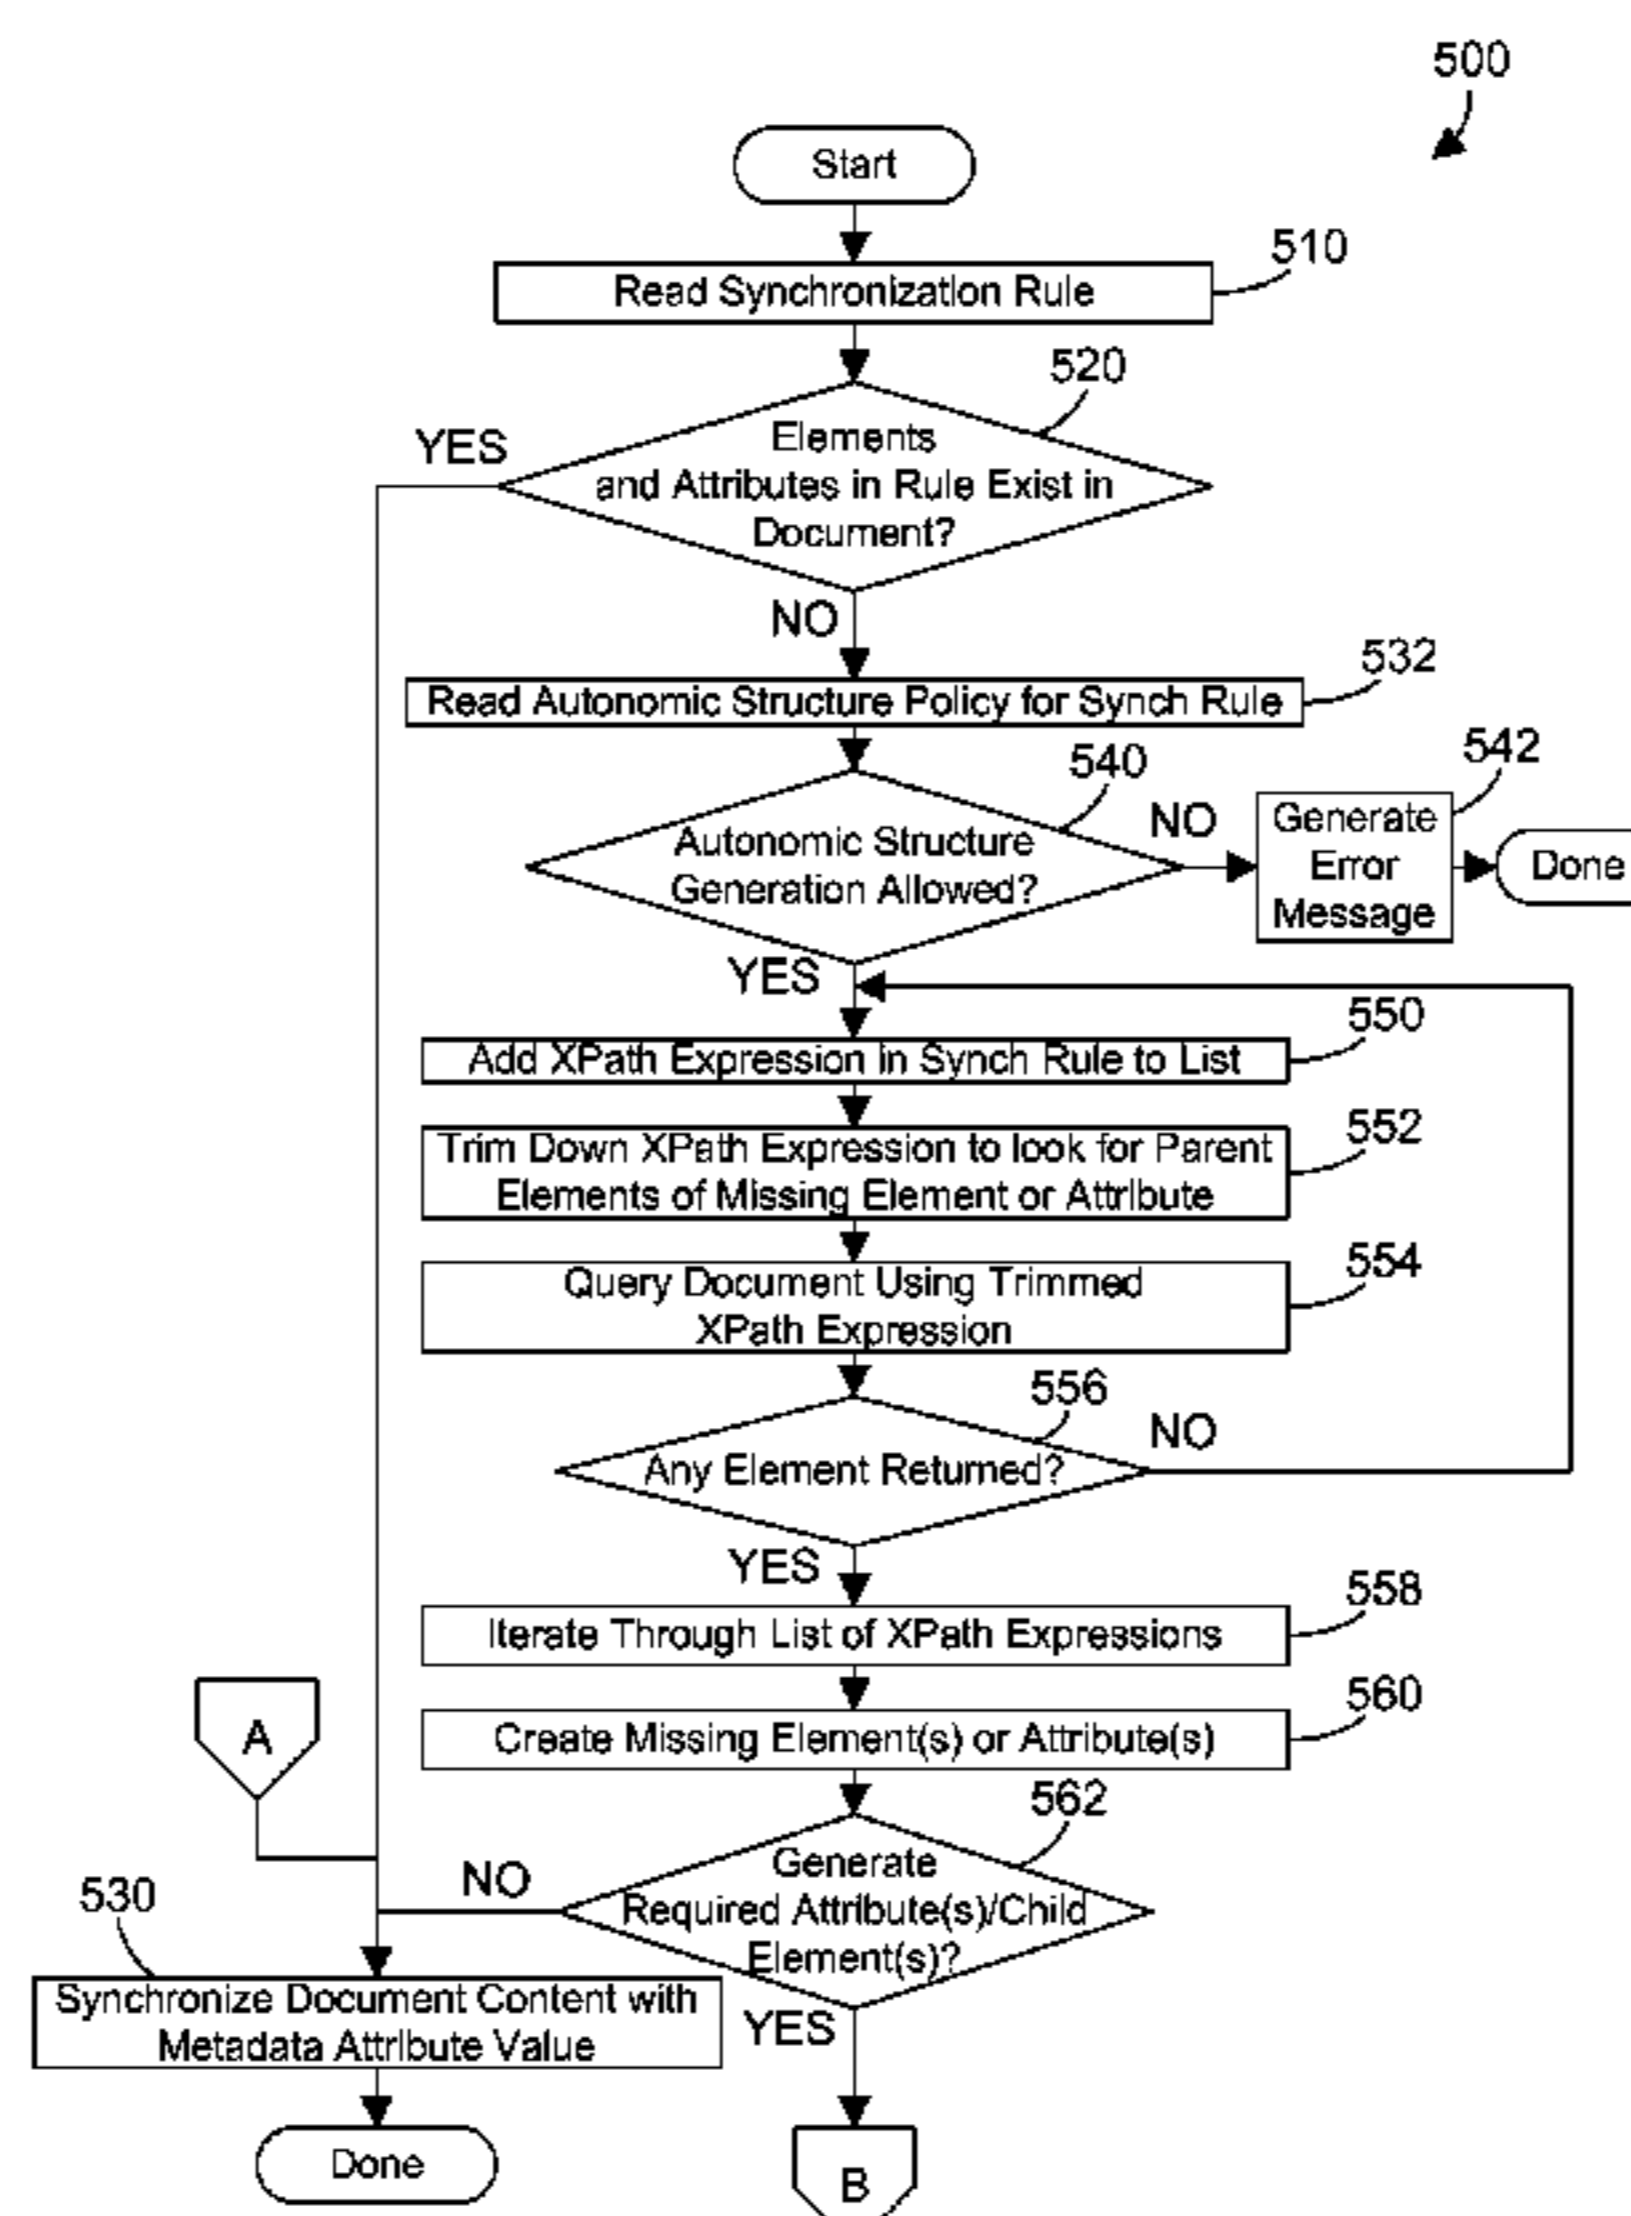 500
Start
510
Read Synchronization Rule
520
YES
Elements
and Attributes in Rule Exist in
Document?
NO
532
Read Autonomic Structure Policy for Synch Rule
540
542
Autonomic Structure
Generation Allowed?
NO
Generate
Error
Message
Done
YES
550
Add XPath Expression in Synch Rule to List
552
Trim Down XPath Expression to look for Parent
Elements of Missing Element or Attribute
554
Query Document Using Trimmed
XPath Expression
556
Any Element Returned?
NO
YES
558
Iterate Through List of XPath Expressions
560
Create Missing Element(s) or Attribute(s)
A
562
Generate
Required Attribute(s)/Child
Element(s)?
NO
530
Synchronize Document Content with
Metadata Attribute Value
YES
Done
B